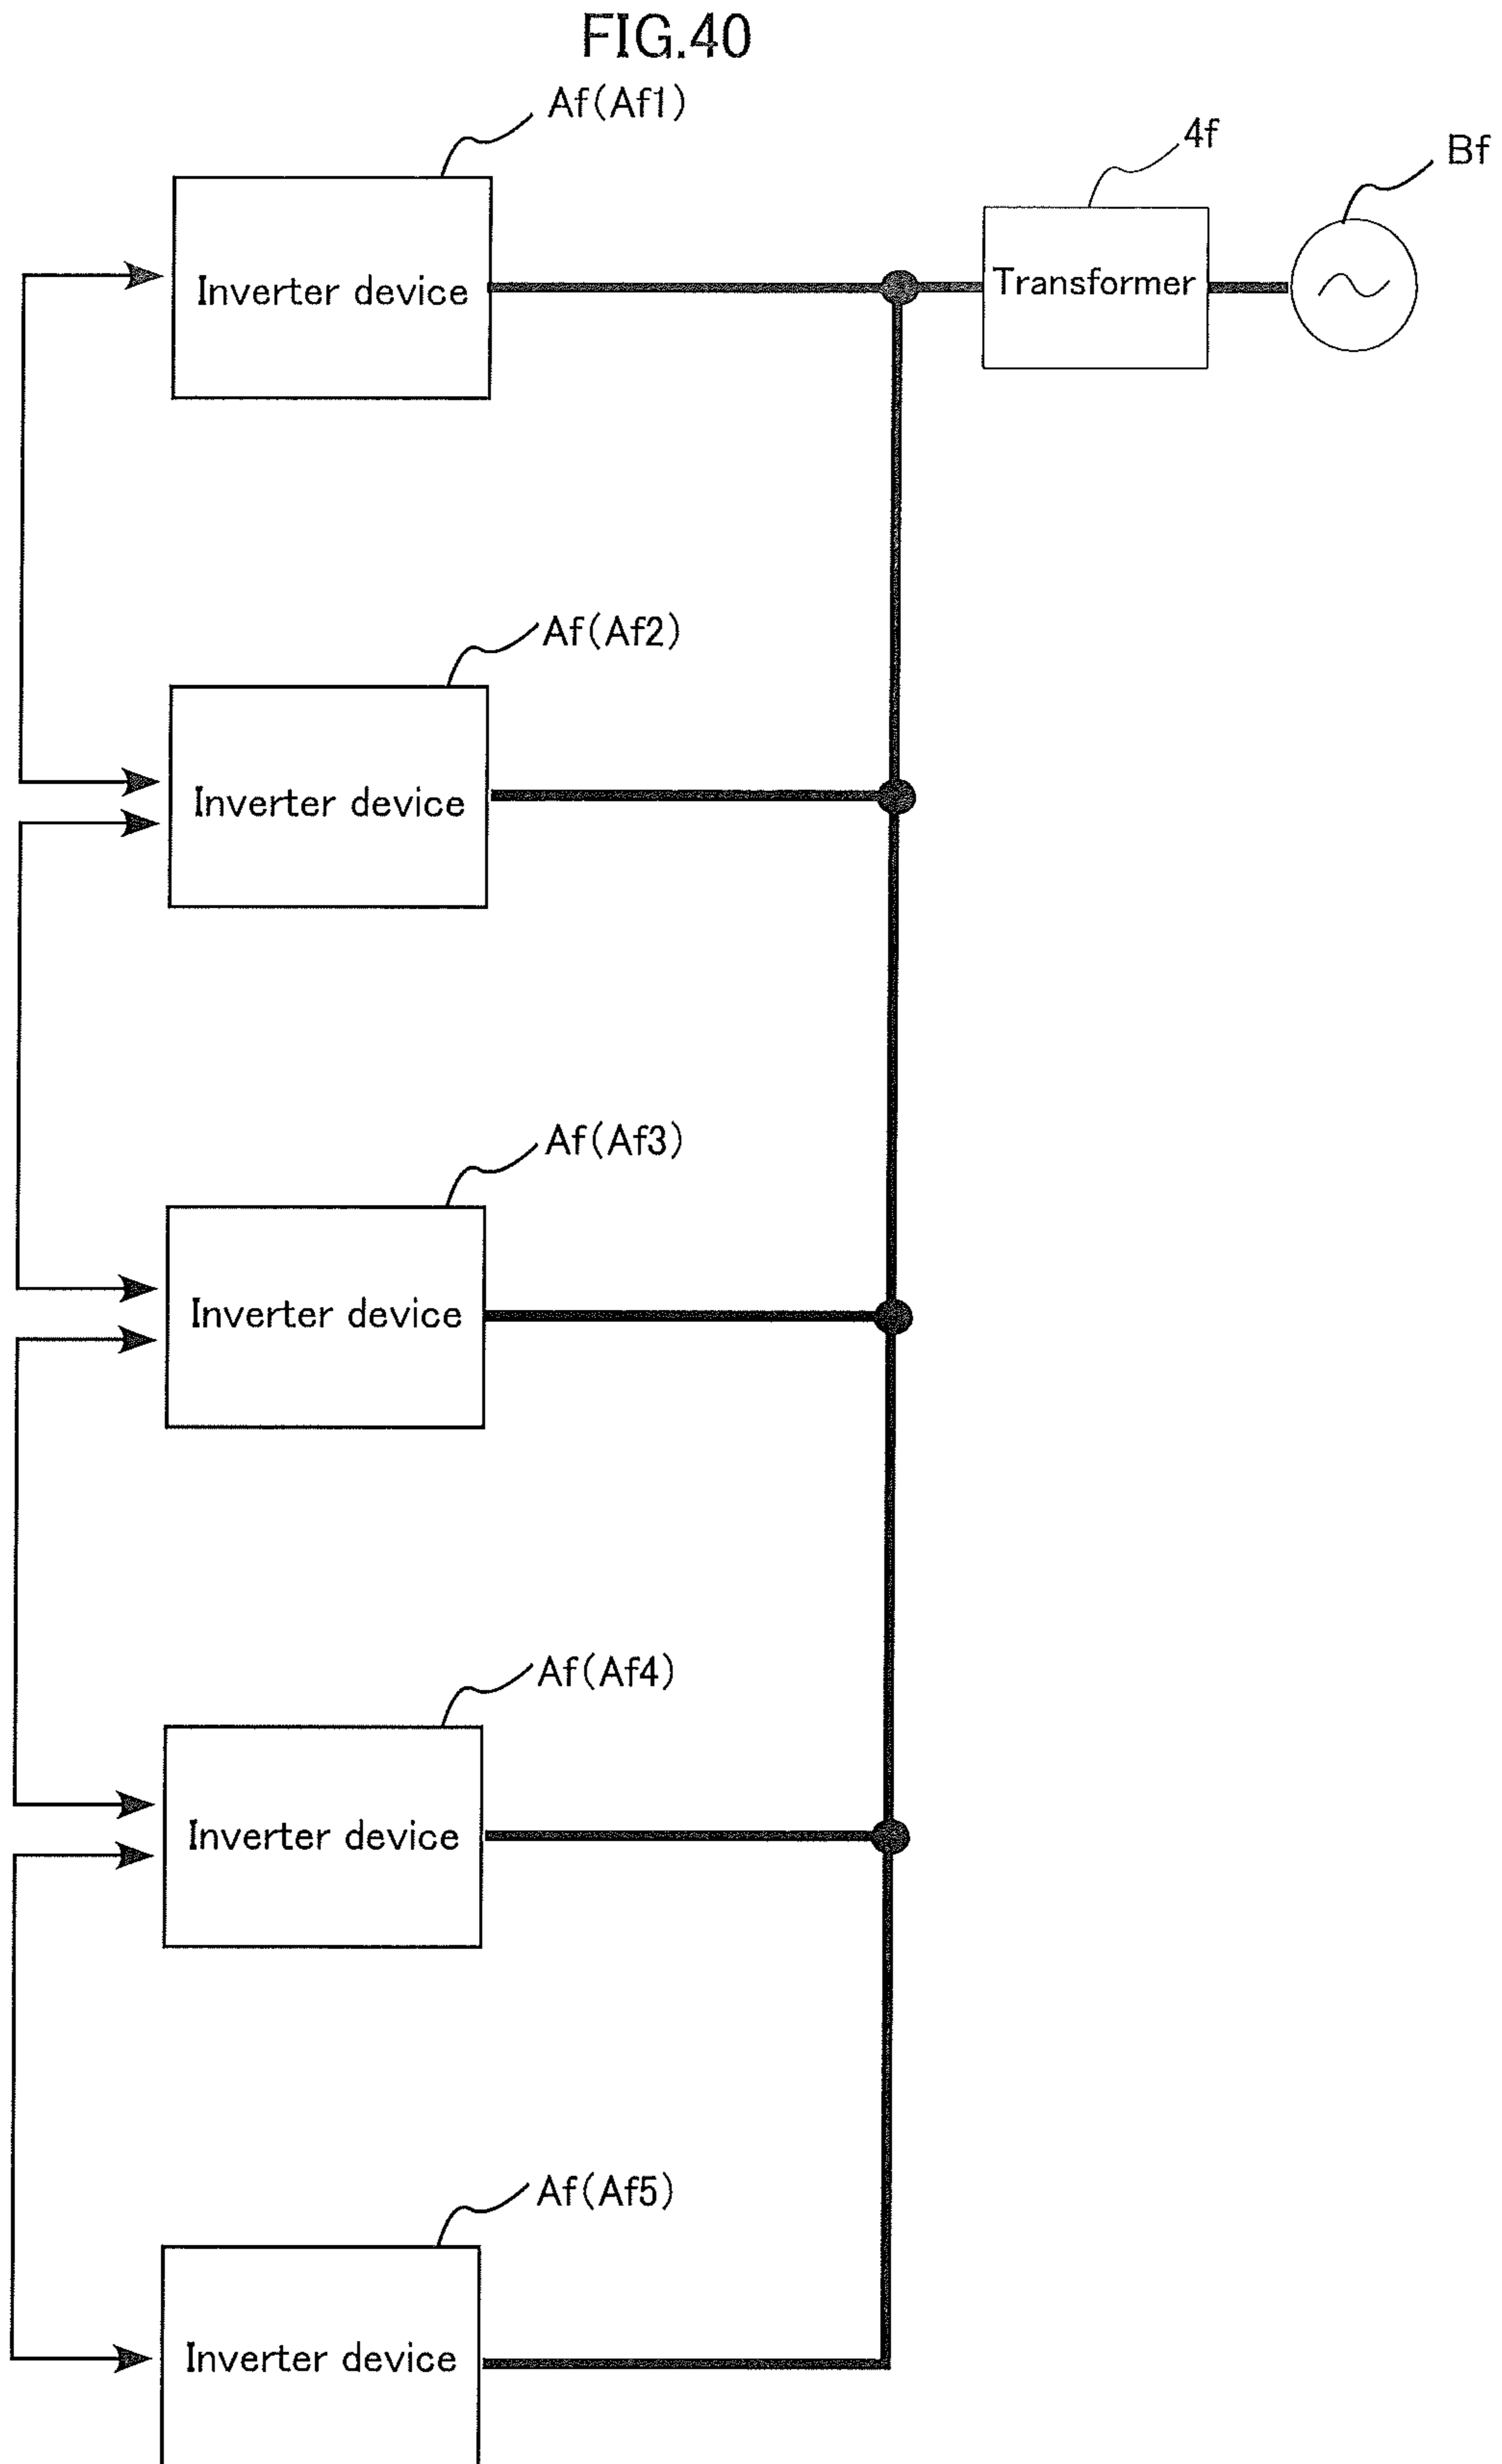 FIG.40
Af(Af1)
4f
Bf
Inverter device
Transformer
Af(Af2)
Inverter device
Af(Af3)
Inverter device
Af(Af4)
Inverter device
Af(Af5)
Inverter device